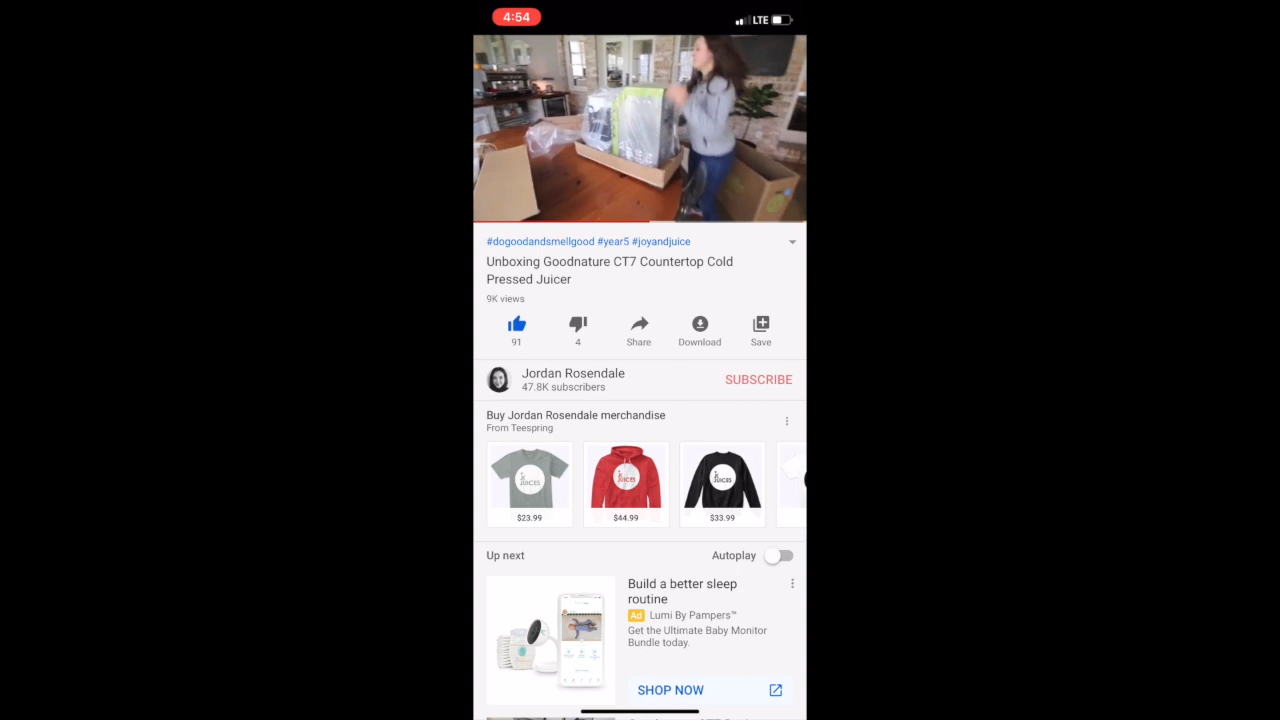 4:54
LTE
#dogoodandsmellgood #year5 #joyandjuice
Unboxing Goodnature CT7 Countertop Cold
Pressed Juicer
9K views
91
4
Share
Download
Save
Jordan Rosendale
47.8K subscribers
SUBSCRIBE
Buy Jordan Rosendale merchandise
From Teespring
JUICES
JUICES
JUICES
$23.99
$44.99
$33.99
Up next
Autoplay
Build a better sleep
routine
Ad Lumi By Pampers™
Get the Ultimate Baby Monitor
Bundle today.
SHOP NOW